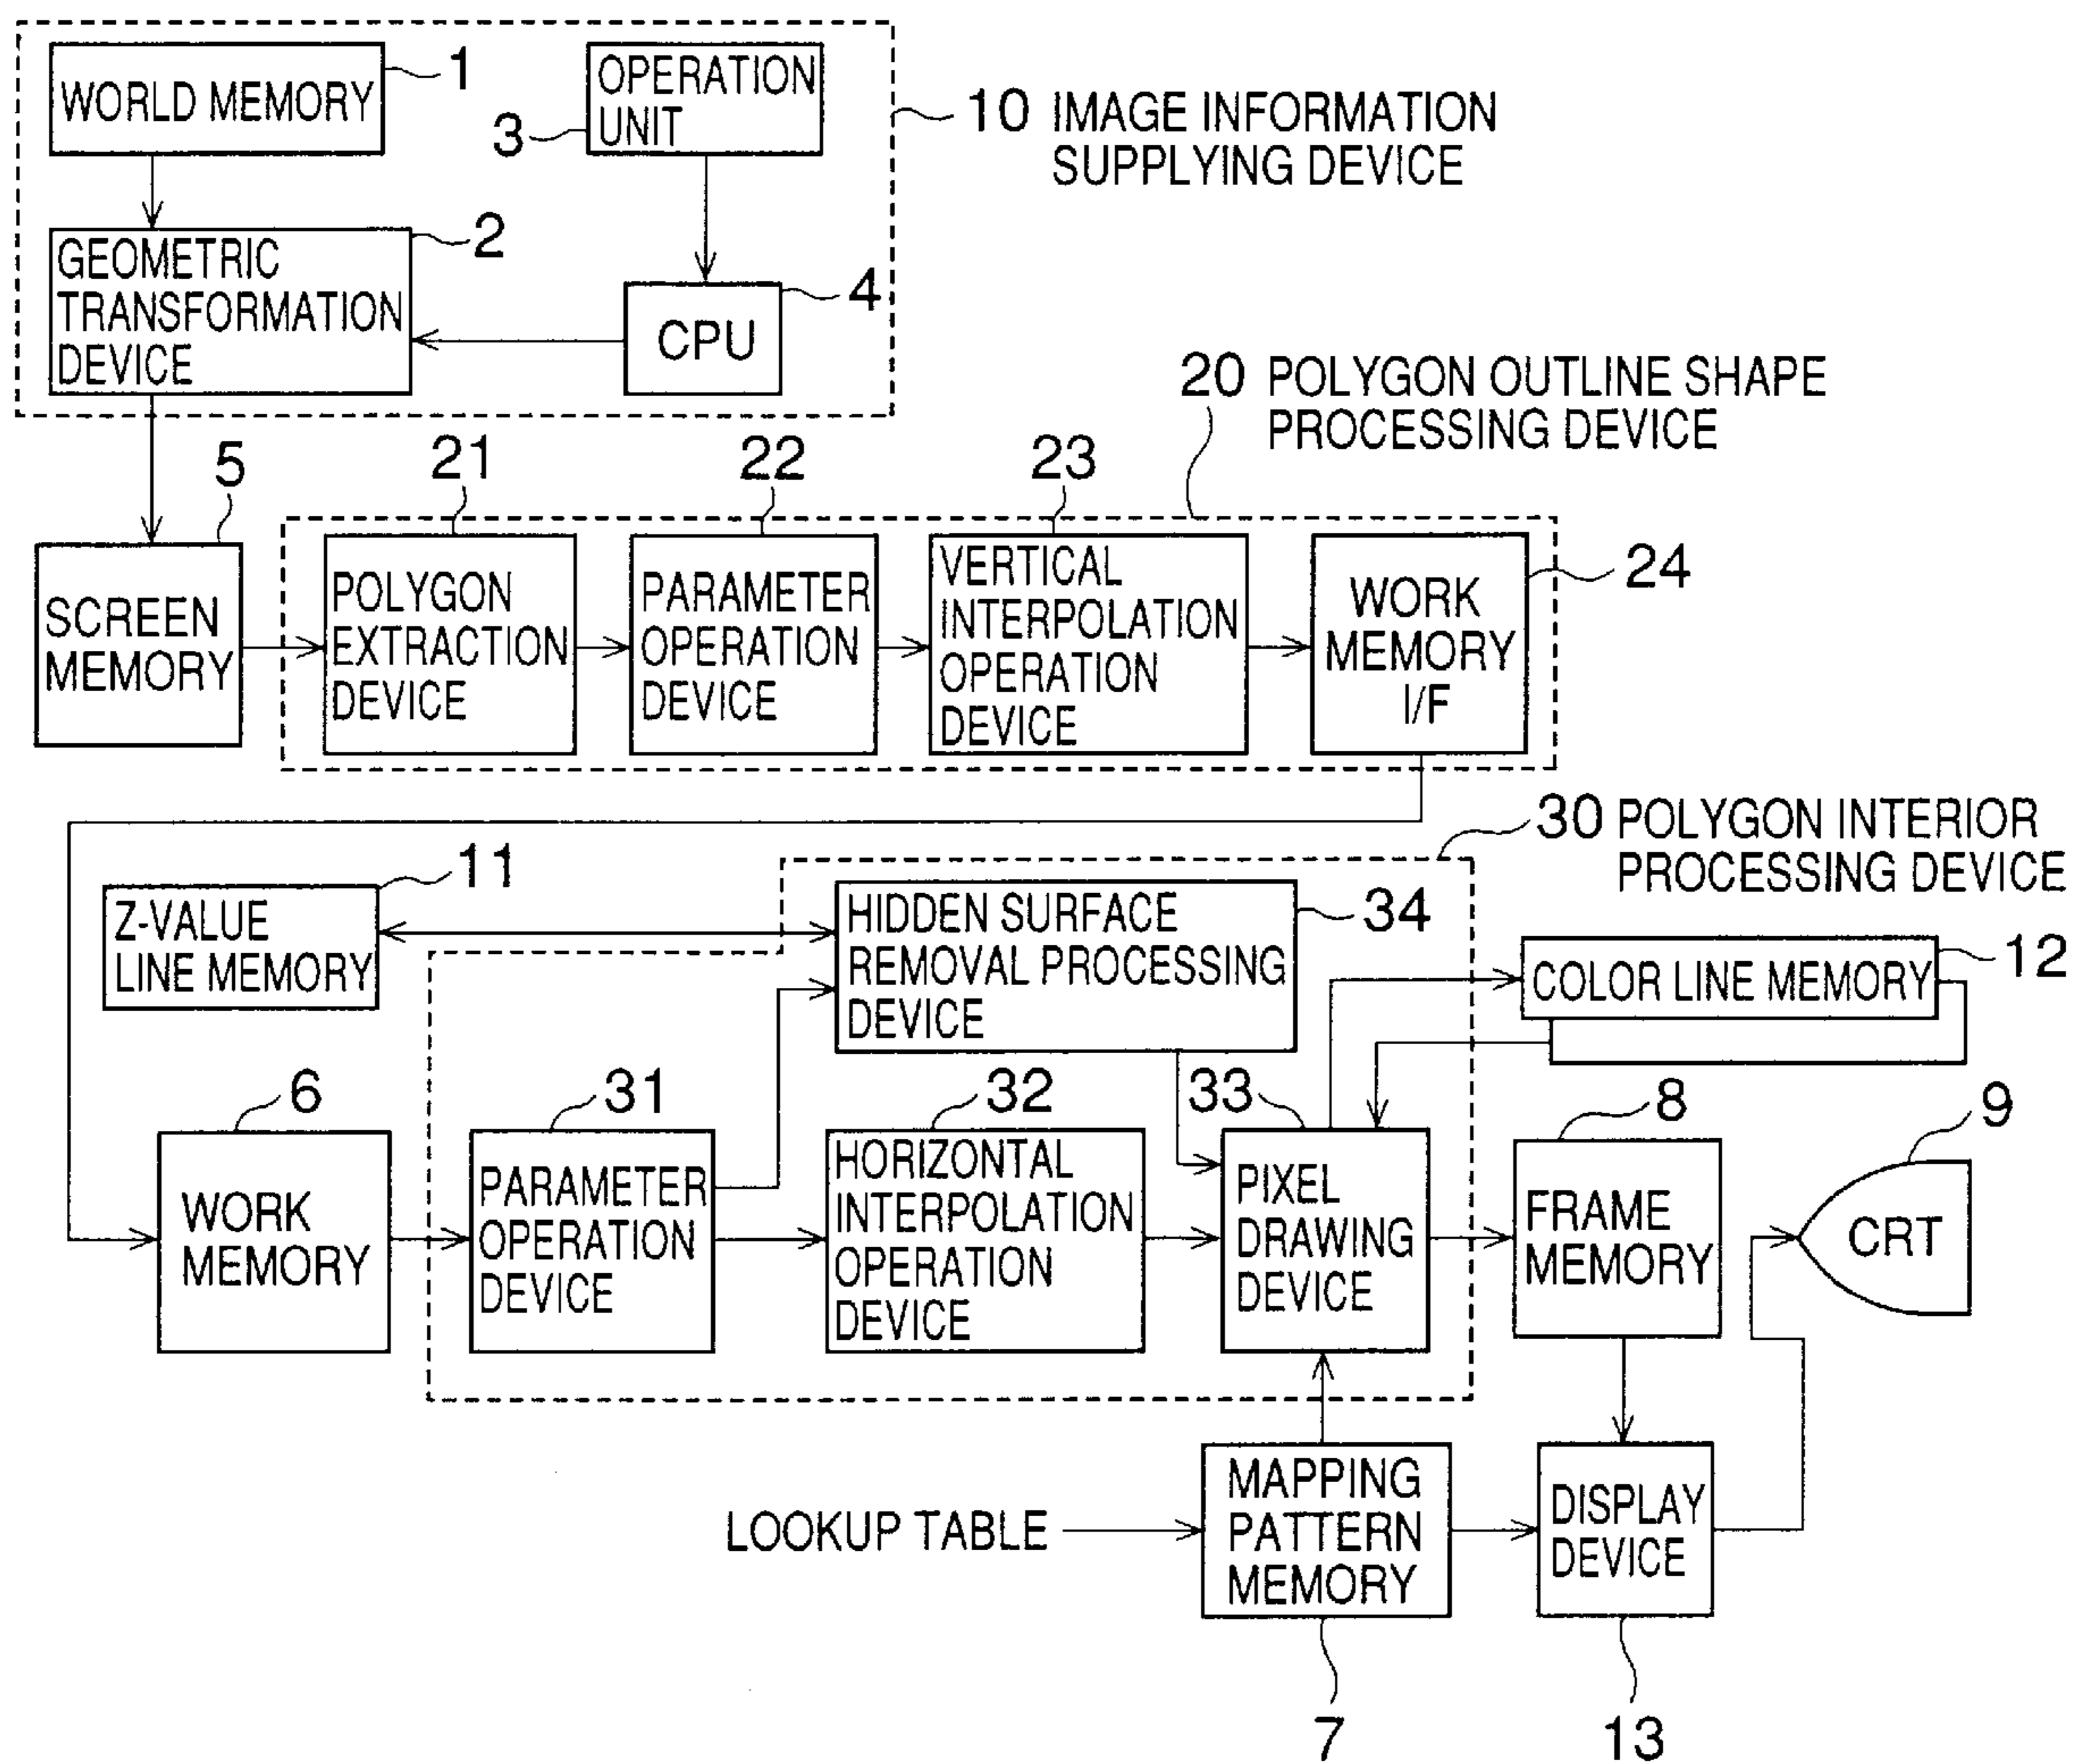 1
WORLD MEMORY
3
OPERATION
UNIT
10 IMAGE INFORMATION
SUPPLYING DEVICE
2
GEOMETRIC
TRANSFORMATION
DEVICE
4
CPU
20 POLYGON OUTLINE SHAPE
PROCESSING DEVICE
5
SCREEN
MEMORY
21
POLYGON
EXTRACTION
DEVICE
22
PARAMETER
OPERATION
DEVICE
23
VERTICAL
INTERPOLATION
OPERATION
DEVICE
24
WORK
MEMORY
I/F
30 POLYGON INTERIOR
PROCESSING DEVICE
11
Z-VALUE
LINE MEMORY
34
HIDDEN SURFACE
REMOVAL PROCESSING
DEVICE
12
COLOR LINE MEMORY
6
WORK
MEMORY
31
PARAMETER
OPERATION
DEVICE
32
HORIZONTAL
INTERPOLATION
OPERATION
DEVICE
33
PIXEL
DRAWING
DEVICE
8
FRAME
MEMORY
9
CRT
LOOKUP TABLE
MAPPING
PATTERN
MEMORY
7
DISPLAY
DEVICE
13